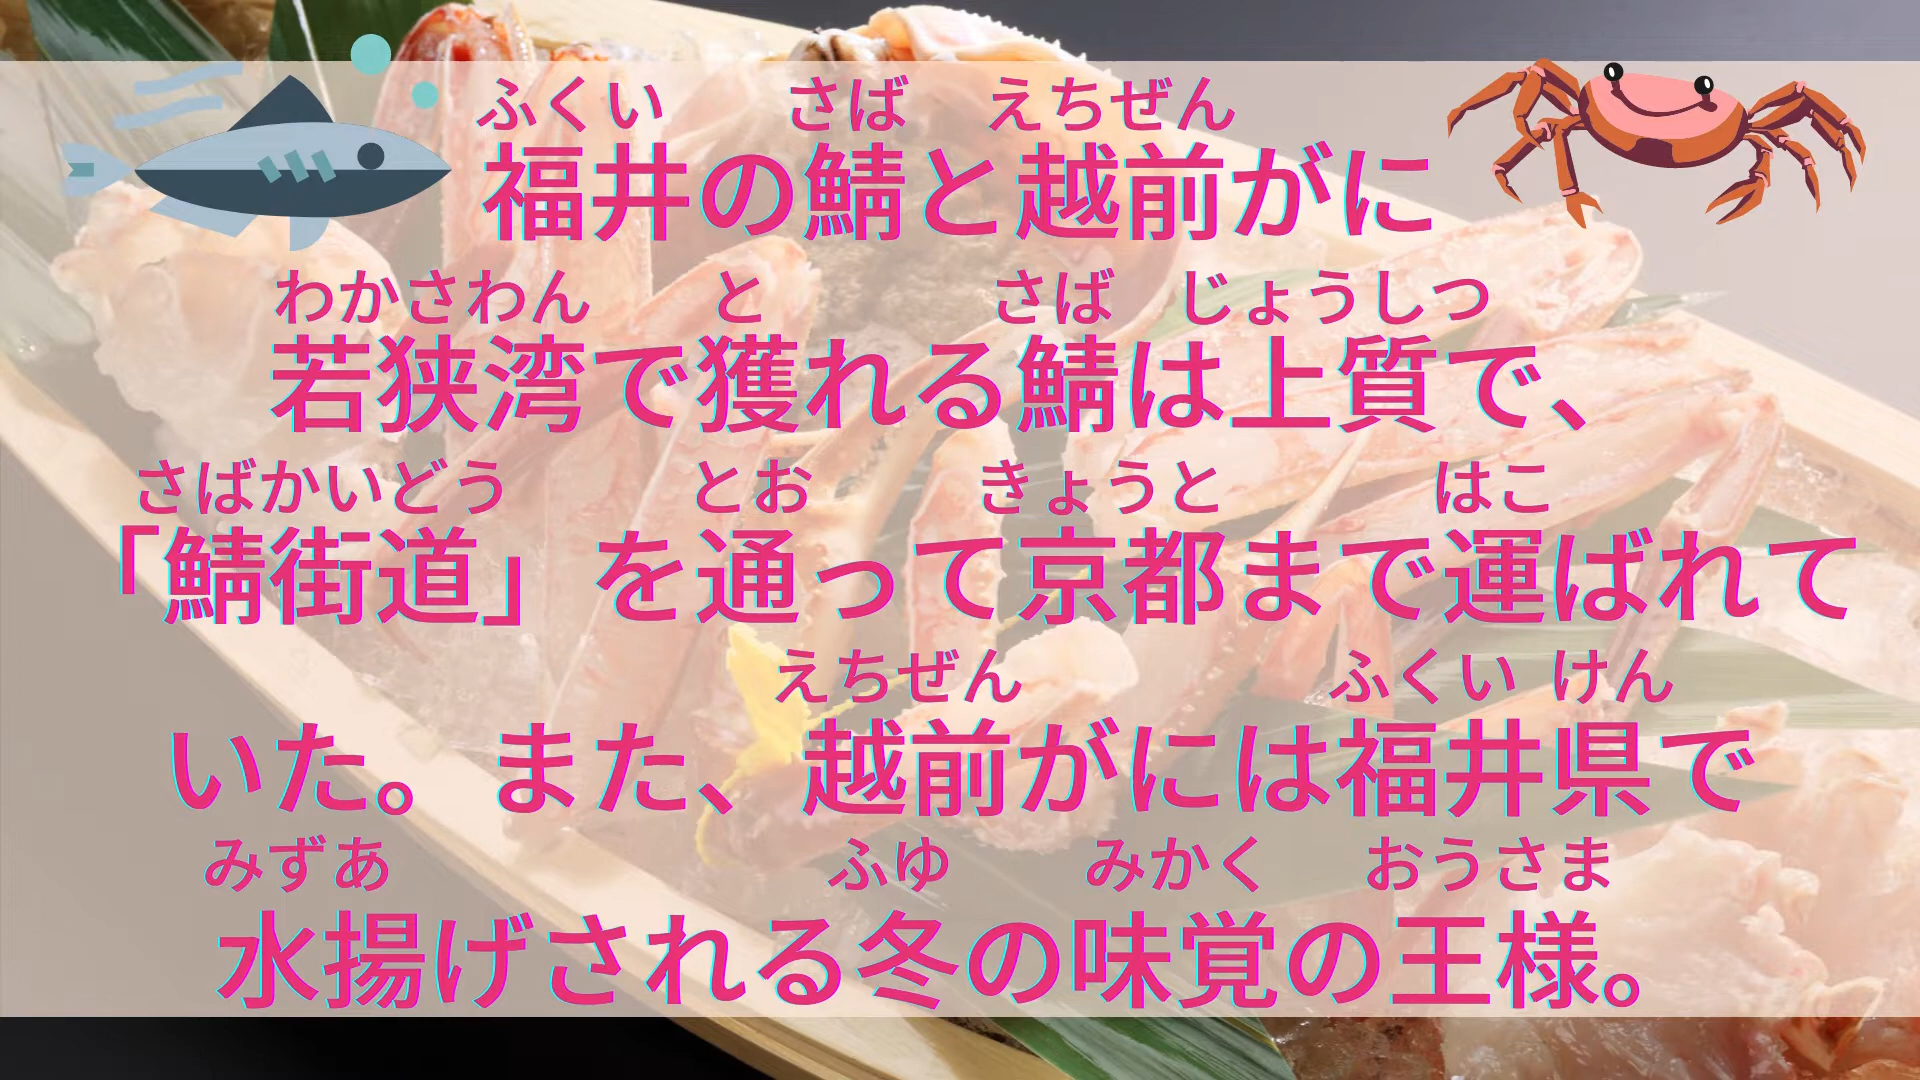 ふくい さば えちぜん
福井の鯖と越前がに
わかさわん と さば じょうしつ
若狭湾で獲れる鯖は上質で、
さばかいどう とお きょうと はこ
「鯖街道」を通って京都まで運ばれて
えちぜん ふくい けん
いた。また、越前がには福井県で
みずあ ふゆ みかく おうさま
水揚げされる冬の味覚の王様。